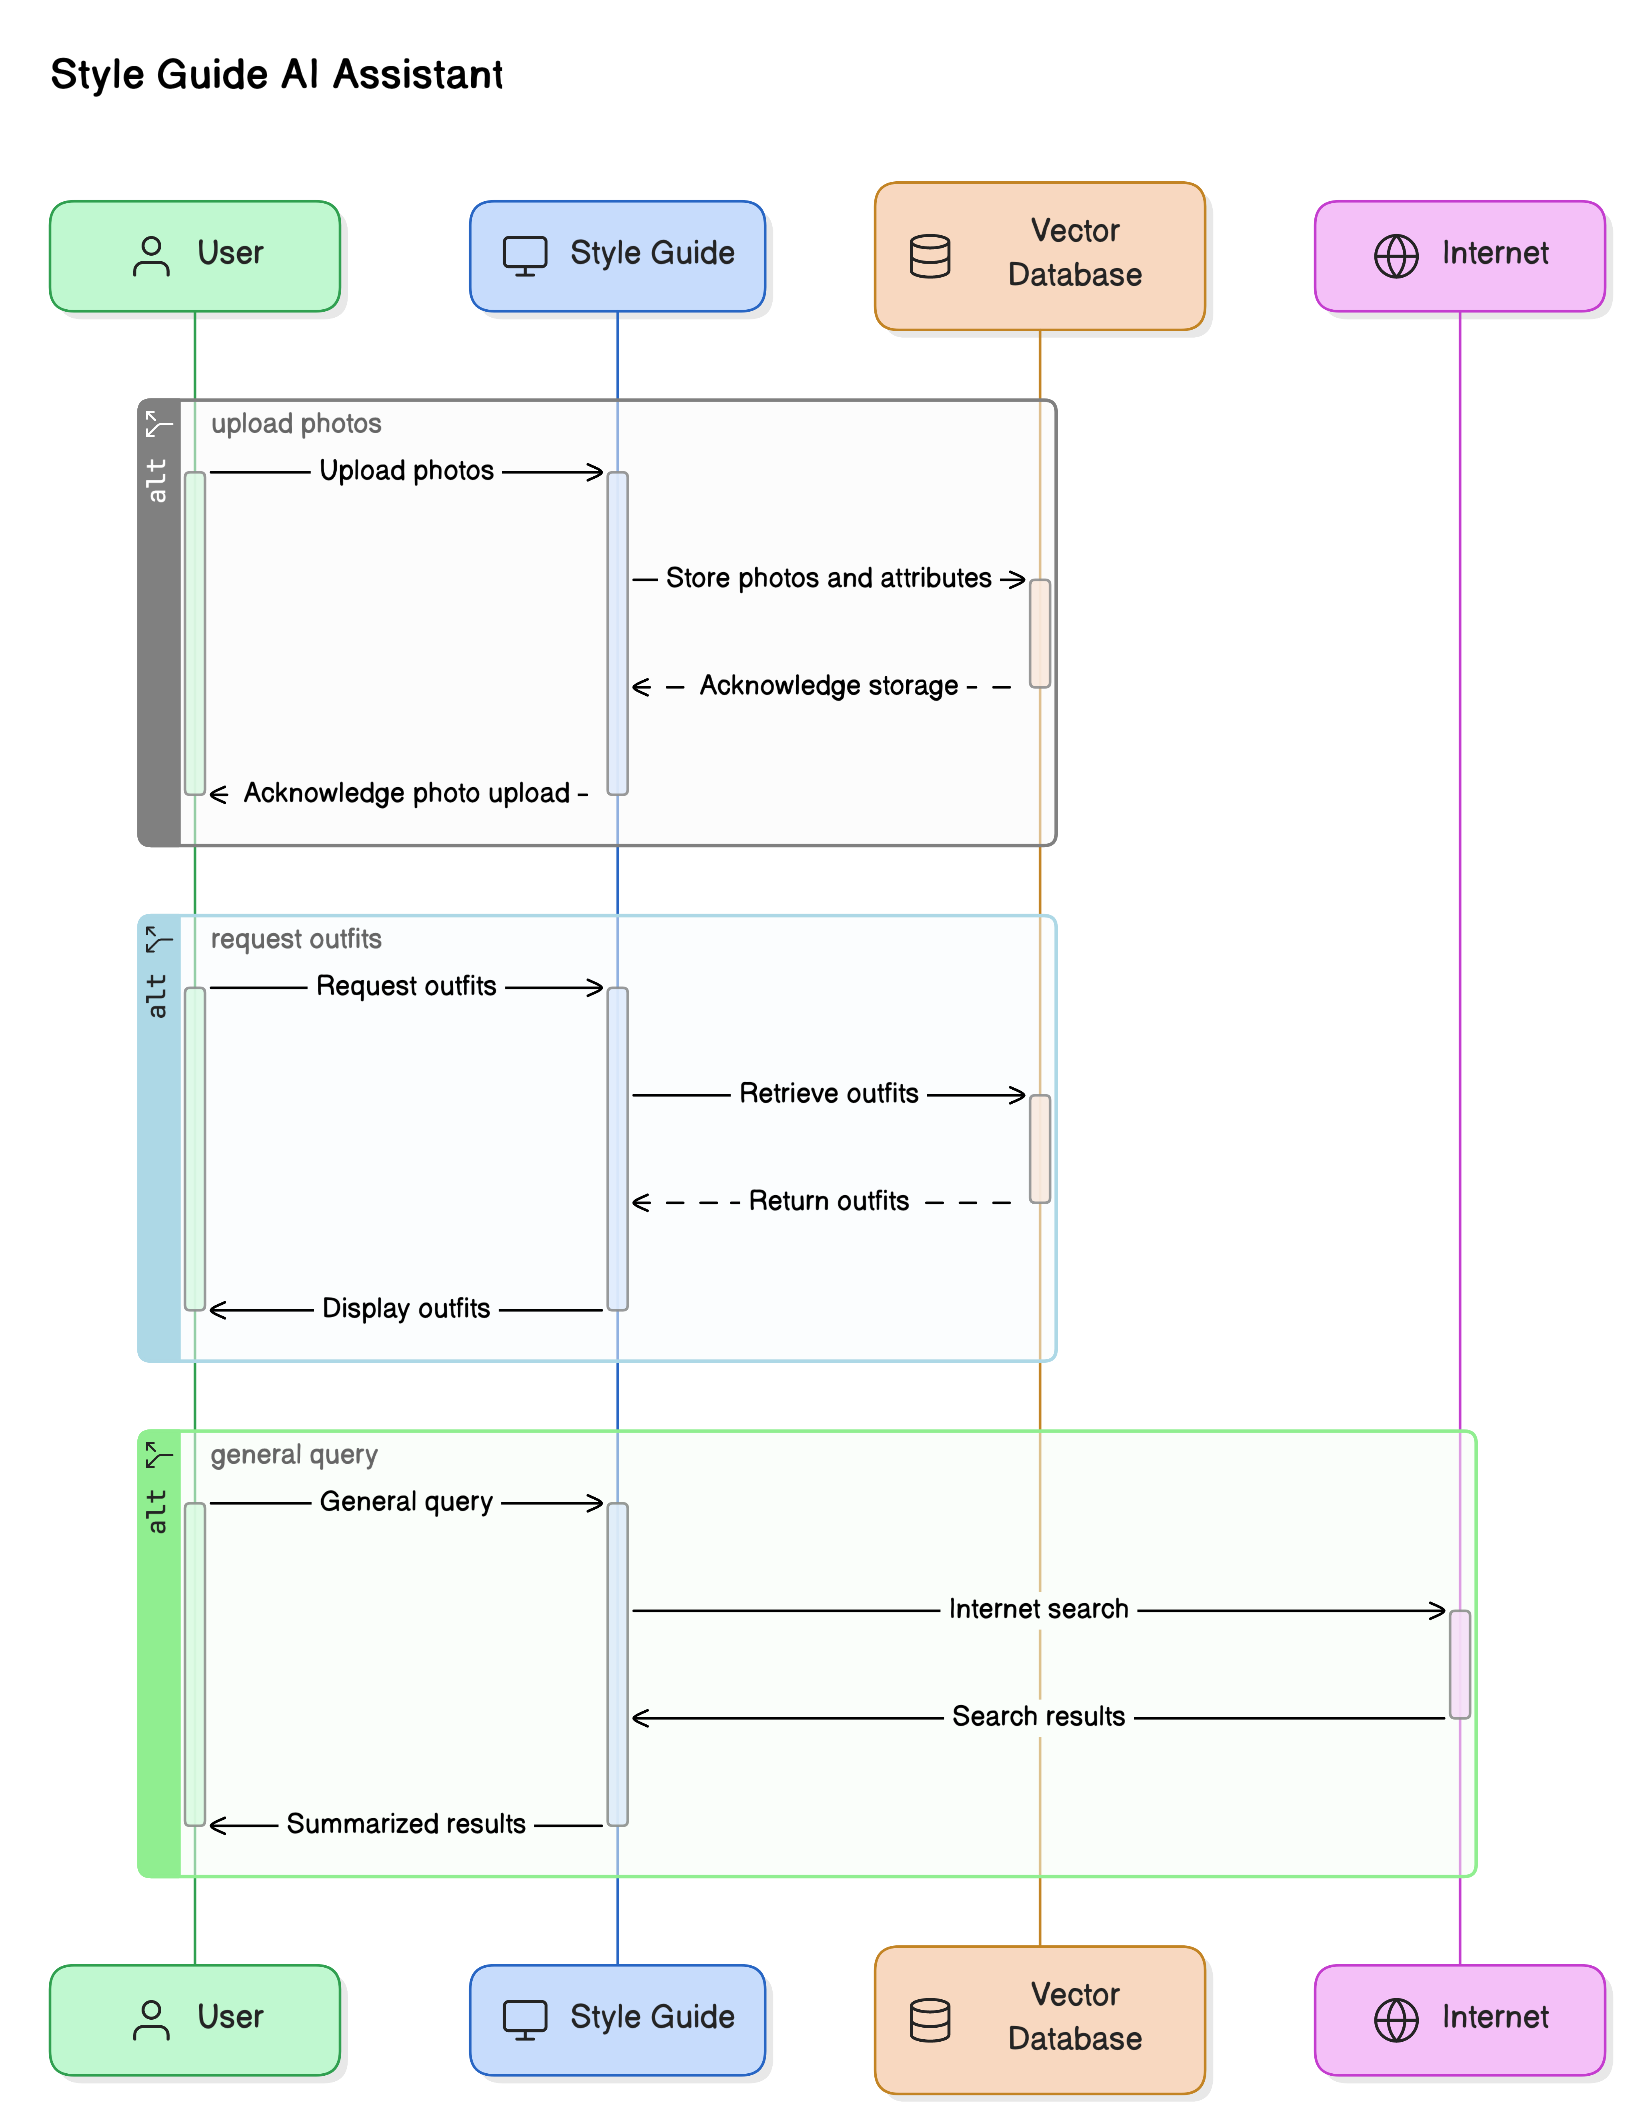 Style Guide AI Assistant
User
Style Guide
Vector
Database
Internet
alt
upload photos
Upload photos
Store photos and attributes
Acknowledge storage
Acknowledge photo upload
alt
request outfits
Request outfits
Retrieve outfits
Return outfits
Display outfits
alt
general query
General query
Internet search
Search results
Summarized results
User
Style Guide
Vector
Database
Internet